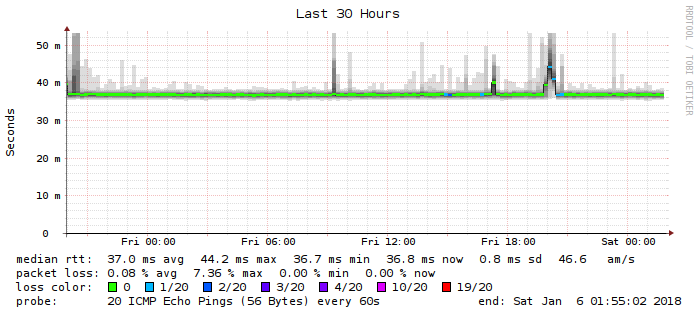 Last 30 Hours
RRDTOOL / TOBI OETIKER
Seconds
50 m
40 m
30 m
20 m
10 m
0
Fri 00:00 Fri 06:00 Fri 12:00 Fri 18:00 Sat 00:00
median rtt: 37.0 ms avg 44.2 ms max 36.7 ms min 36.8 ms now 0.8 ms sd 46.6 am/s
packet loss: 0.08 % avg 7.36 % max 0.00 % min 0.00 % now
loss color: 0 1/20 2/20 3/20 4/20 10/20 19/20
probe: 20 ICMP Echo Pings (56 Bytes) every 60s end: Sat Jan 6 01:55:02 2018